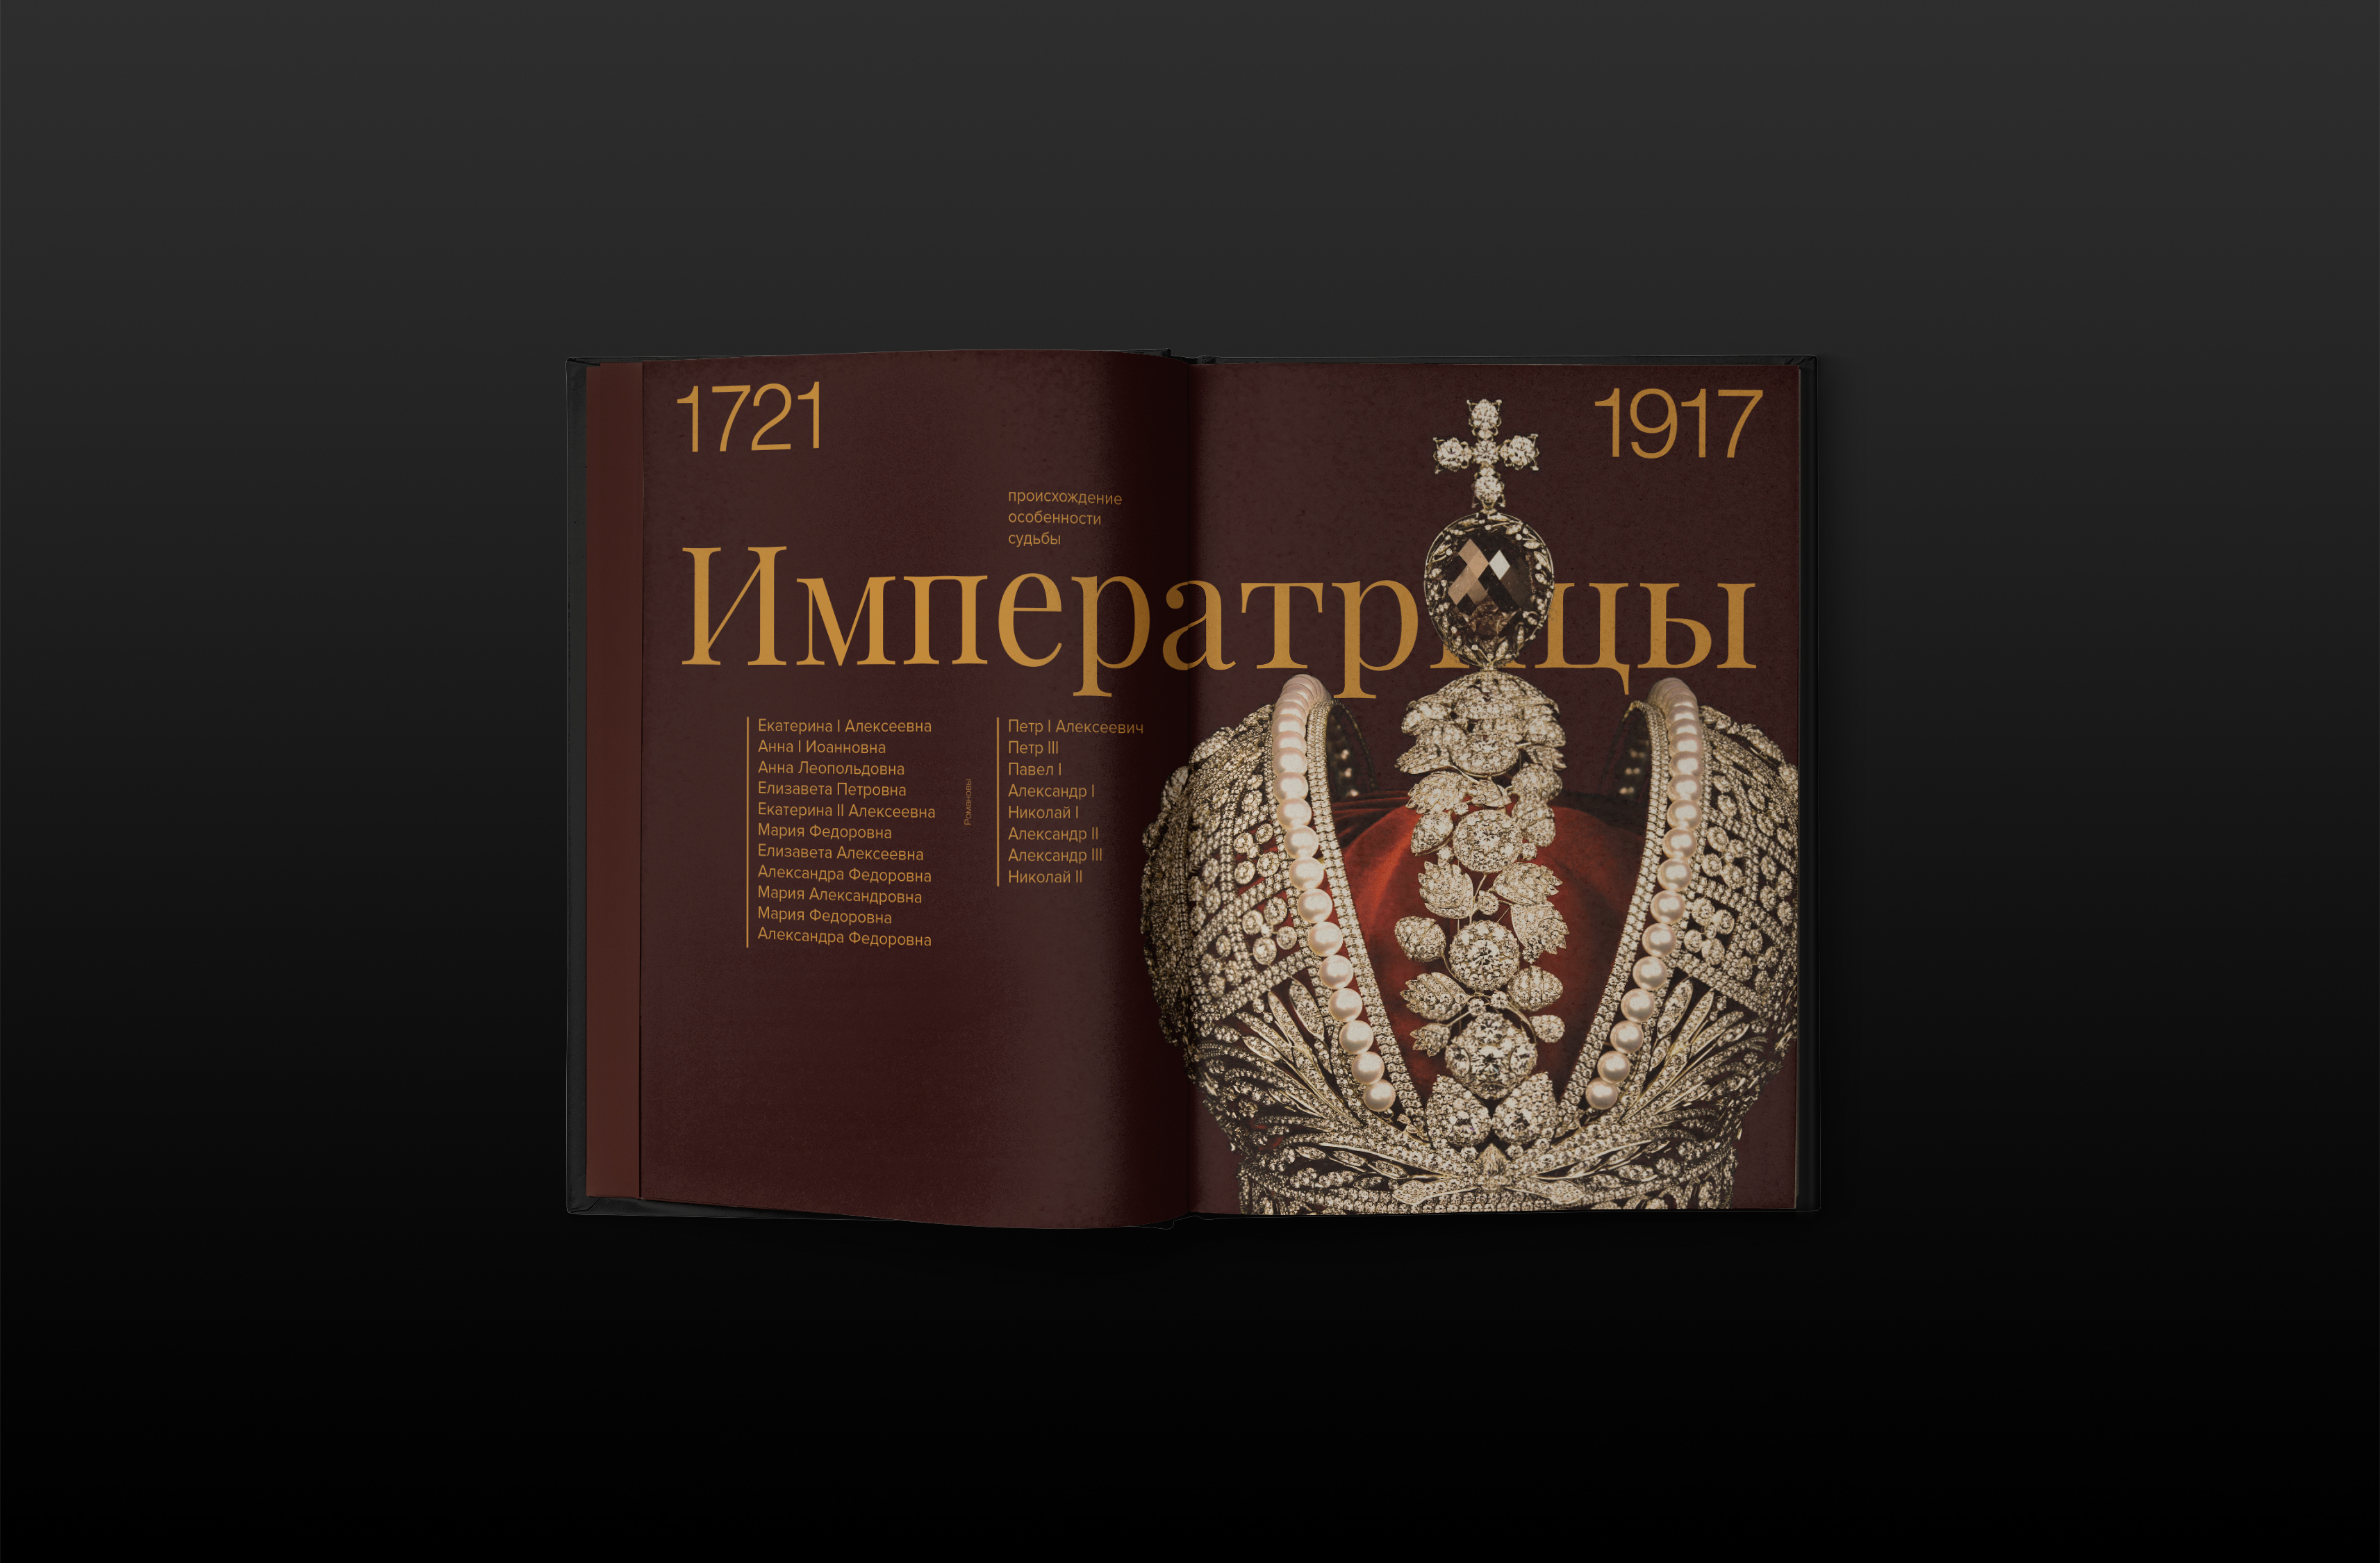 1721
1917
происхождение
особенности
судьбы
Императрицы
Екатерина I Алексеевна
Анна I Иоанновна
Анна Леопольдовна
Елизавета Петровна
Екатерина II Алексеевна
Мария Федоровна
Елизавета Алексеевна
Александра Федоровна
Мария Александровна
Мария Федоровна
Александра Федоровна
Романовы
Петр I Алексеевич
Петр III
Павел I
Александр I
Николай I
Александр II
Александр III
Николай II